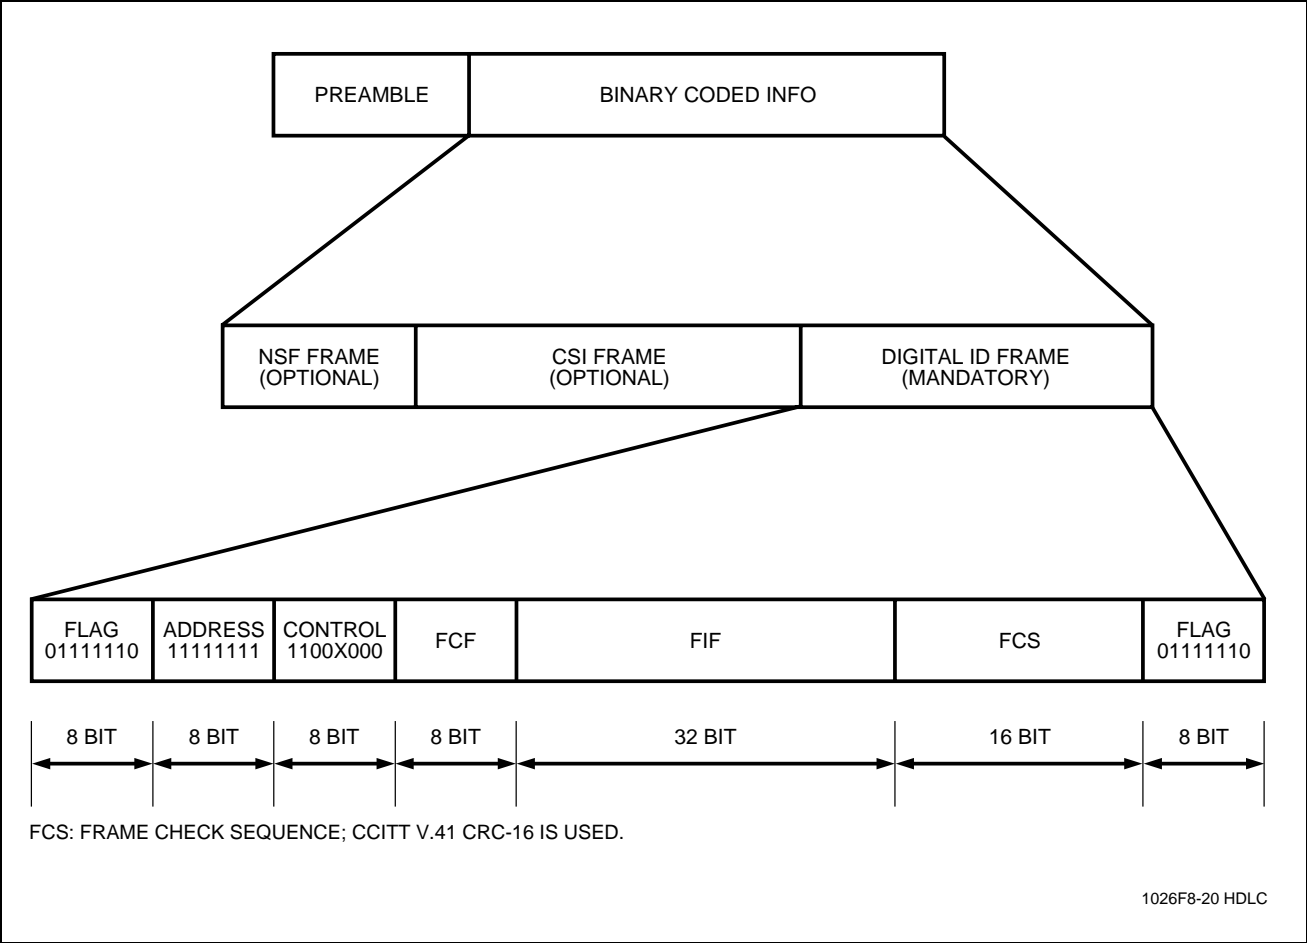 PREAMBLE
BINARY CODED INFO
NSF FRAME
(OPTIONAL)
CSI FRAME
(OPTIONAL)
DIGITAL ID FRAME
(MANDATORY)
FLAG
01111110
ADDRESS
11111111
CONTROL
1100X000
FCF
FIF
FCS
FLAG
01111110
8 BIT
8 BIT
8 BIT
8 BIT
32 BIT
16 BIT
8 BIT
FCS: FRAME CHECK SEQUENCE; CCITT V.41 CRC-16 IS USED.
1026F8-20 HDLC